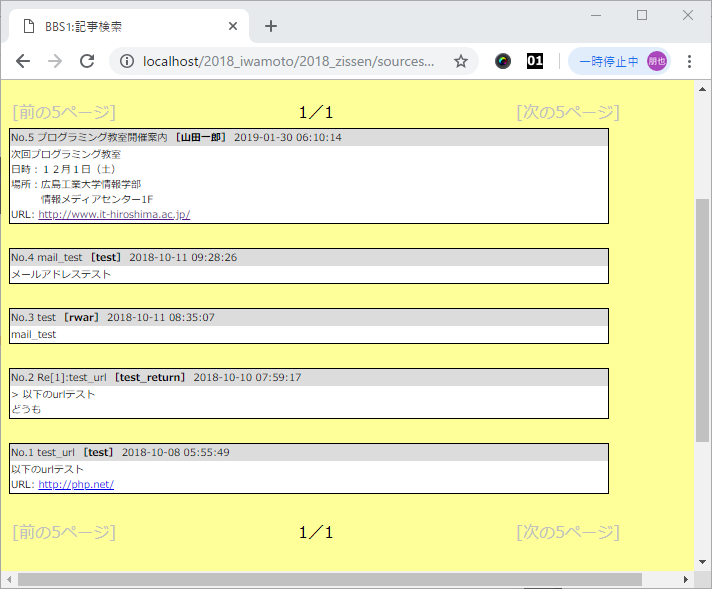 BBS1:記事検索
localhost/2018_iwamoto/2018_zissen/sources...
01
一時停止中
朋也
[前の5ページ] 1／1 [次の5ページ]
No.5 プログラミング教室開催案内 [山田一郎] 2019-01-30 06:10:14
次回プログラミング教室
日時：１２月１日（土）
場所：広島工業大学情報学部
情報メディアセンター1F
URL: http://www.it-hiroshima.ac.jp/
No.4 mail_test [test] 2018-10-11 09:28:26
メールアドレステスト
No.3 test [rwar] 2018-10-11 08:35:07
mail_test
No.2 Re[1]:test_url [test_return] 2018-10-10 07:59:17
> 以下のurlテスト
どうも
No.1 test_url [test] 2018-10-08 05:55:49
以下のurlテスト
URL: http://php.net/
[前の5ページ] 1／1 [次の5ページ]